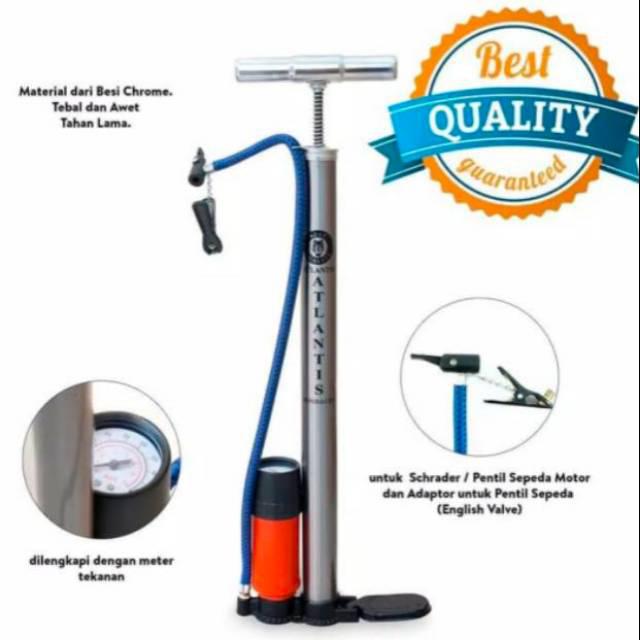 Best
QUALITY
guaranteed
Material dari Besi Chrome.
Tebal dan Awet
Tahan Lama.
ATLANTIS
untuk Schrader / Pentil Sepeda Motor
dan Adaptor untuk Pentil Sepeda
(English Valve)
dilengkapi dengan meter
tekanan